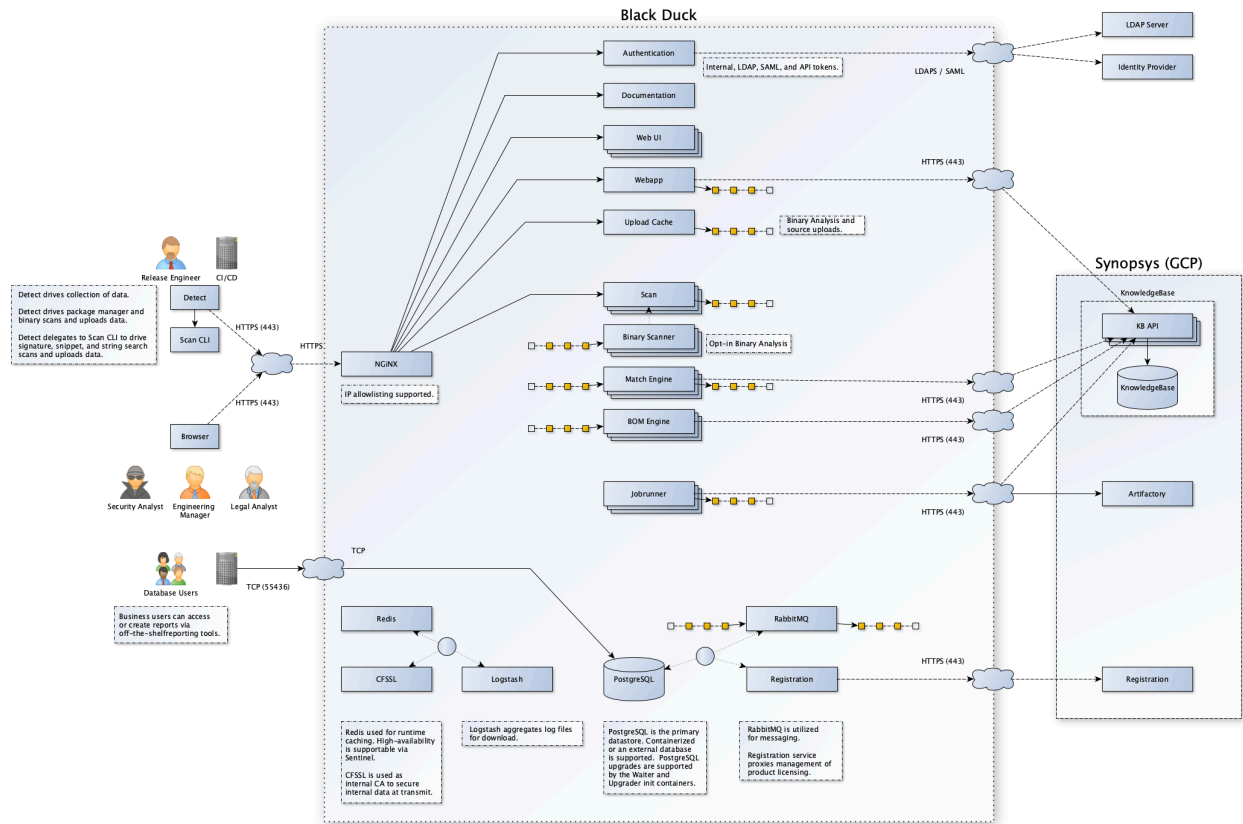 Black Duck
LDAP Server
Authentication
Internal, LDAP, SAML, and API tokens.
LDAPS / SAML
Identity Provider
Documentation
Web UI
HTTPS (443)
Webapp
Upload Cache
Binary Analysis and
source uploads.
Release Engineer
CI/CD
Synopsys (GCP)
Detect drives collection of data.
Detect drives package manager and
binary scans and uploads data.
Detect delegates to Scan CLI to drive
signature, snippet, and string search
scans and uploads data.
Detect
Scan CLI
HTTPS (443)
HTTPS
Scan
KnowledgeBase
KB API
Binary Scanner
Opt-in Binary Analysis
NGiNX
IP allowlisting supported.
Match Engine
HTTPS (443)
KnowledgeBase
HTTPS (443)
BOM Engine
HTTPS (443)
Browser
Security Analyst
Engineering
Manager
Legal Analyst
Jobrunner
HTTPS (443)
Artifactory
TCP
Database Users
TCP (55436)
Business users can access
or create reports via
off-the-shelfreporting tools.
Redis
RabbitMQ
CFSSL
Logstash
PostgreSQL
Registration
HTTPS (443)
Registration
Redis used for runtime
caching. High-availability
is supportable via
Sentinel.
CFSSL is used as
internal CA to secure
internal data at transmit.
Logstash aggregates log files
for download.
PostgreSQL is the primary
datastore. Containerized
or an external database
is supported. PostgreSQL
upgrades are supported
by the Waiter and
Upgrader init containers.
RabbitMQ is utilized
for messaging.
Registration service
proxies management of
product licensing.